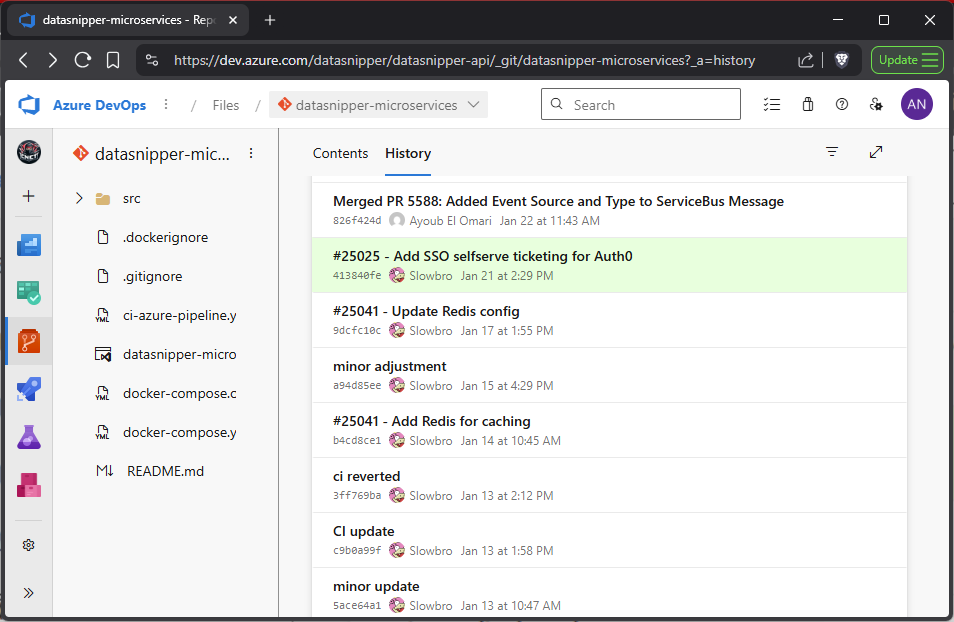 datasnipper-microservices - Repo
https://dev.azure.com/datasnipper/datasnipper-api/_git/datasnipper-microservices?_a=history
Update
Azure DevOps / Files / datasnipper-microservices
Search
AN
datasnipper-mic...
src
.dockerignore
.gitignore
ci-azure-pipeline.y
datasnipper-micro
docker-compose.c
docker-compose.y
README.md
Contents History
Merged PR 5588: Added Event Source and Type to ServiceBus Message
826f424d Ayoub El Omari Jan 22 at 11:43 AM
#25025 - Add SSO selfserve ticketing for Auth0
413840fe Slowbro Jan 21 at 2:29 PM
#25041 - Update Redis config
9dcfc10c Slowbro Jan 17 at 1:55 PM
minor adjustment
a94d85ee Slowbro Jan 15 at 4:29 PM
#25041 - Add Redis for caching
b4cd8ce1 Slowbro Jan 14 at 10:45 AM
ci reverted
3ff769ba Slowbro Jan 13 at 2:12 PM
CI update
c9b0a99f Slowbro Jan 13 at 1:58 PM
minor update
5ace64a1 Slowbro Jan 13 at 10:47 AM